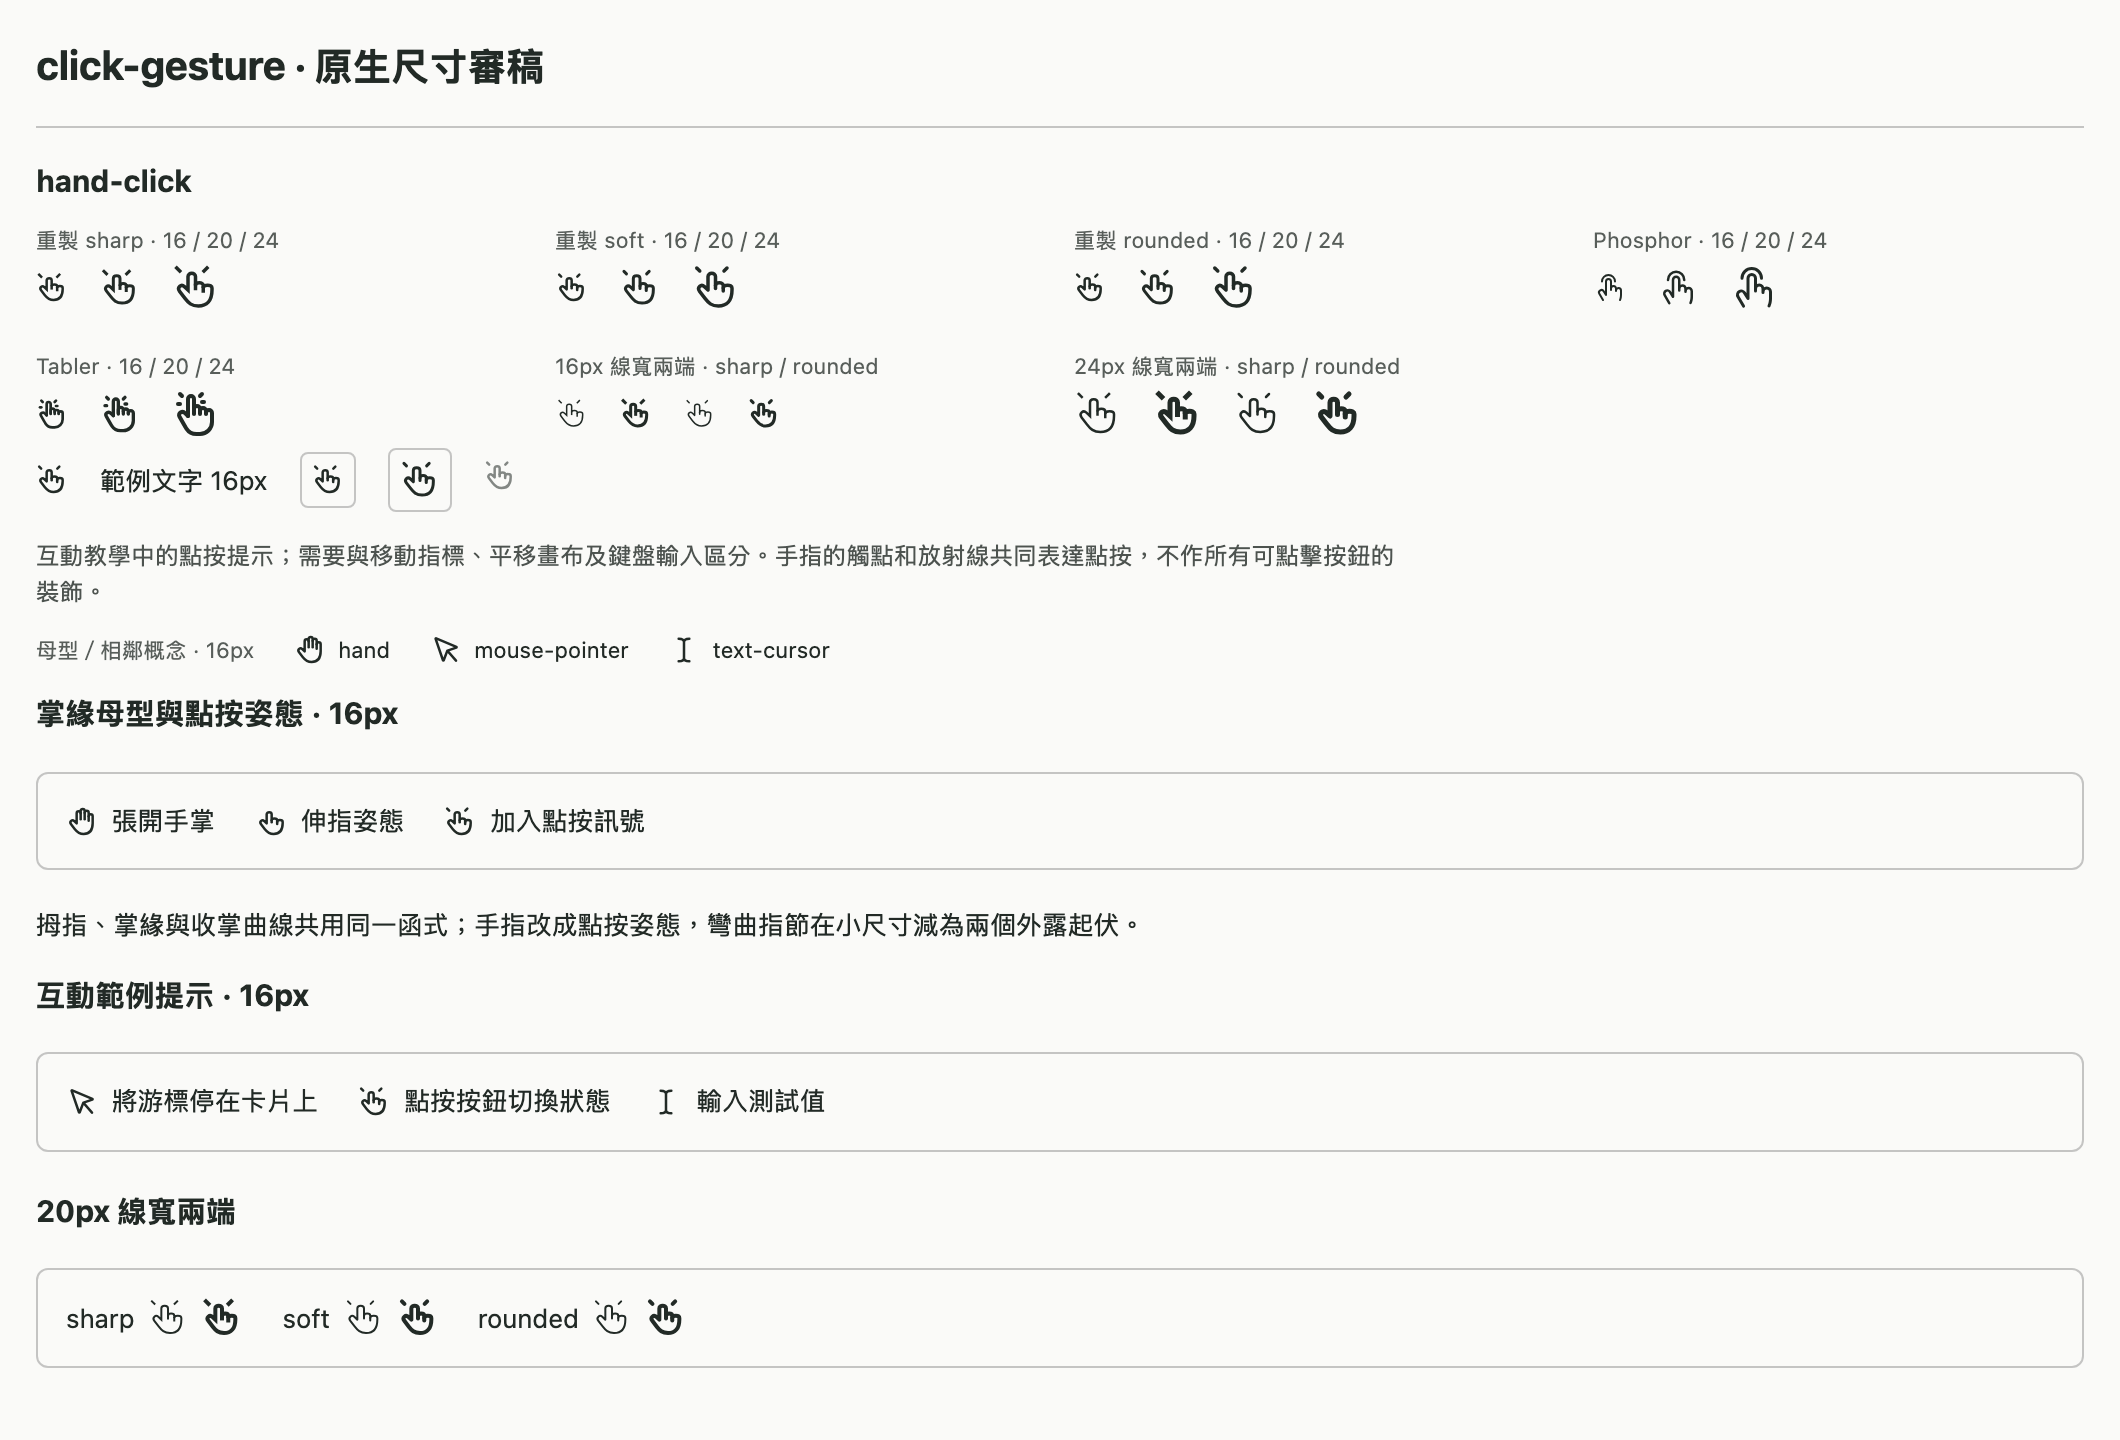 click-gesture · 原生尺寸審稿
hand-click
重製 sharp · 16 / 20 / 24
重製 soft · 16 / 20 / 24
重製 rounded · 16 / 20 / 24
Phosphor · 16 / 20 / 24
Tabler · 16 / 20 / 24
16px 線寬兩端 · sharp / rounded
24px 線寬兩端 · sharp / rounded
範例文字 16px
互動教學中的點按提示；需要與移動指標、平移畫布及鍵盤輸入區分。手指的觸點和放射線共同表達點按，不作所有可點擊按鈕的
裝飾。
母型 / 相鄰概念 · 16px hand mouse-pointer text-cursor
掌緣母型與點按姿態 · 16px
張開手掌 伸指姿態 加入點按訊號
拇指、掌緣與收掌曲線共用同一函式；手指改成點按姿態，彎曲指節在小尺寸減為兩個外露起伏。
互動範例提示 · 16px
將游標停在卡片上 點按按鈕切換狀態 輸入測試值
20px 線寬兩端
sharp soft rounded